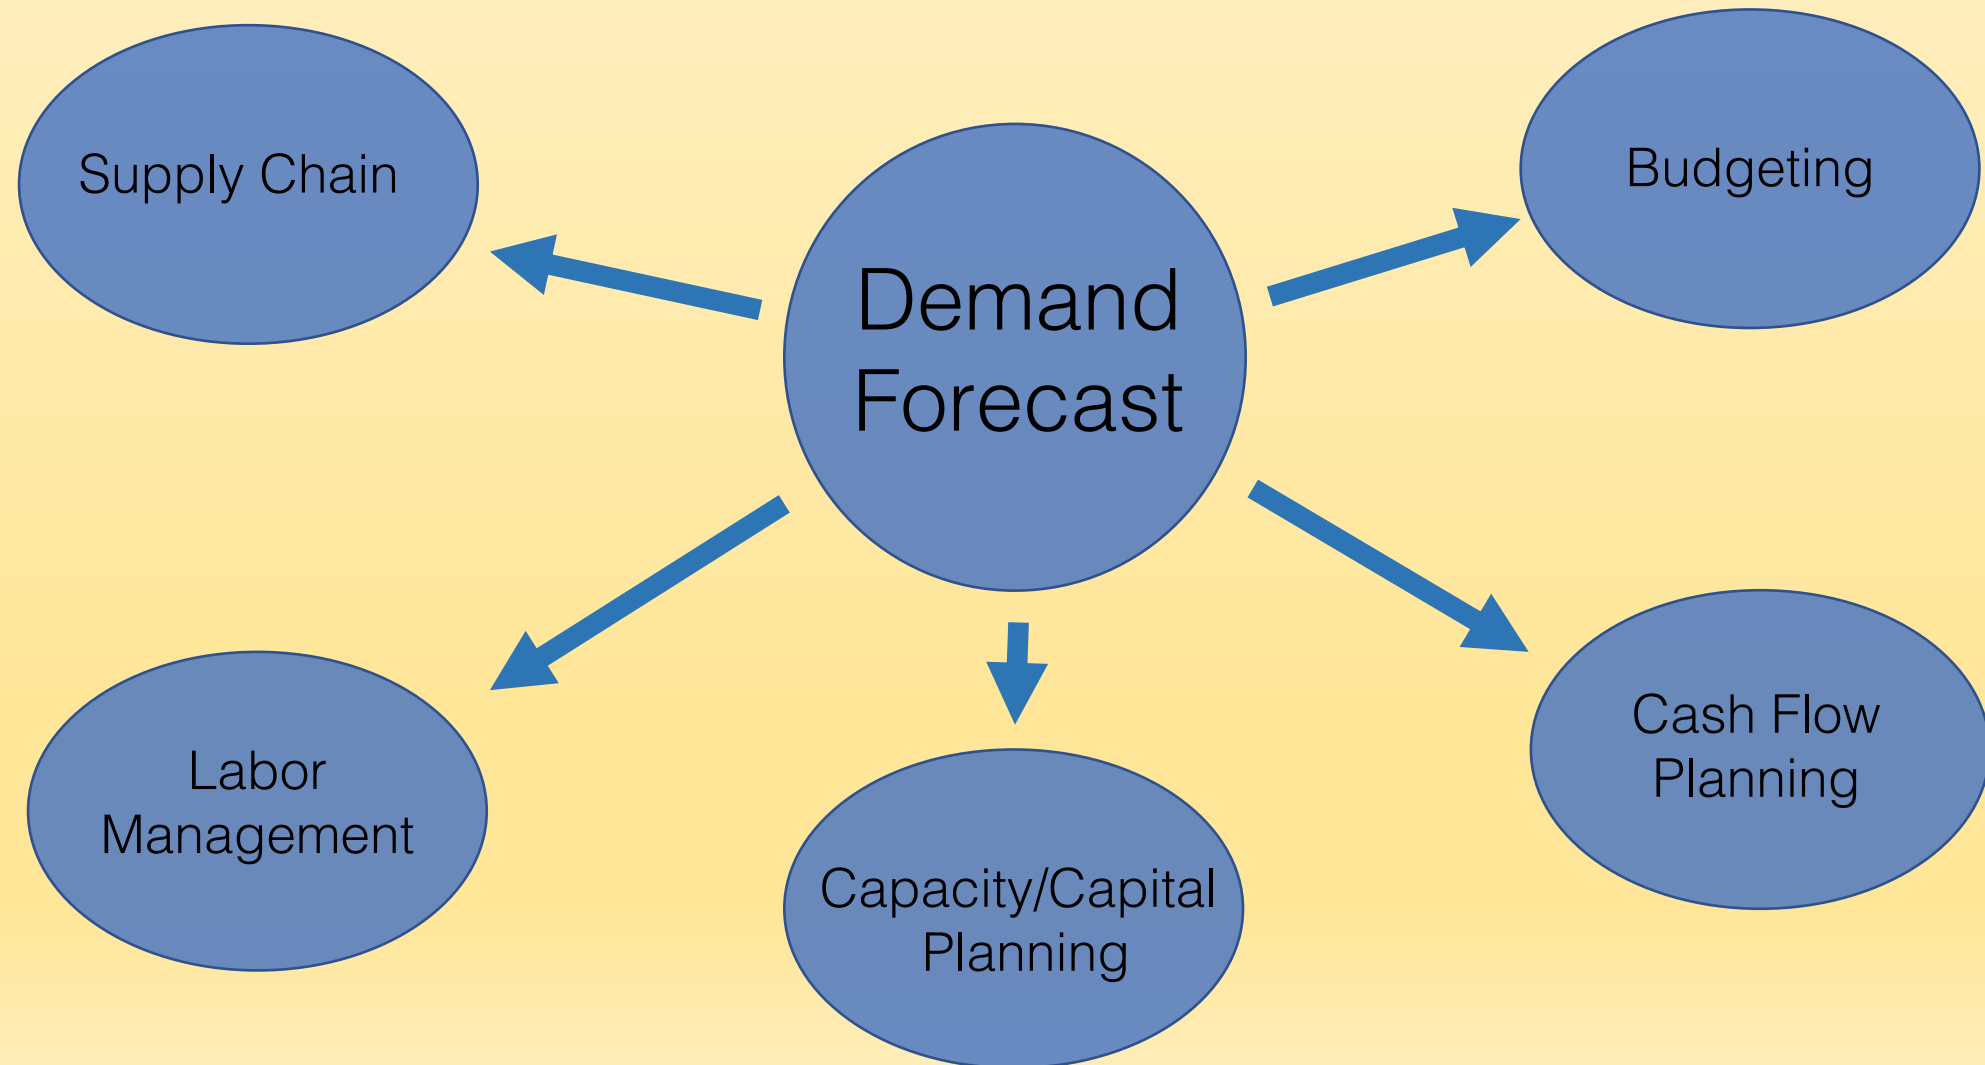 Supply Chain
Budgeting
Demand
Forecast
Labor
Management
Capacity/Capital
Planning
Cash Flow
Planning